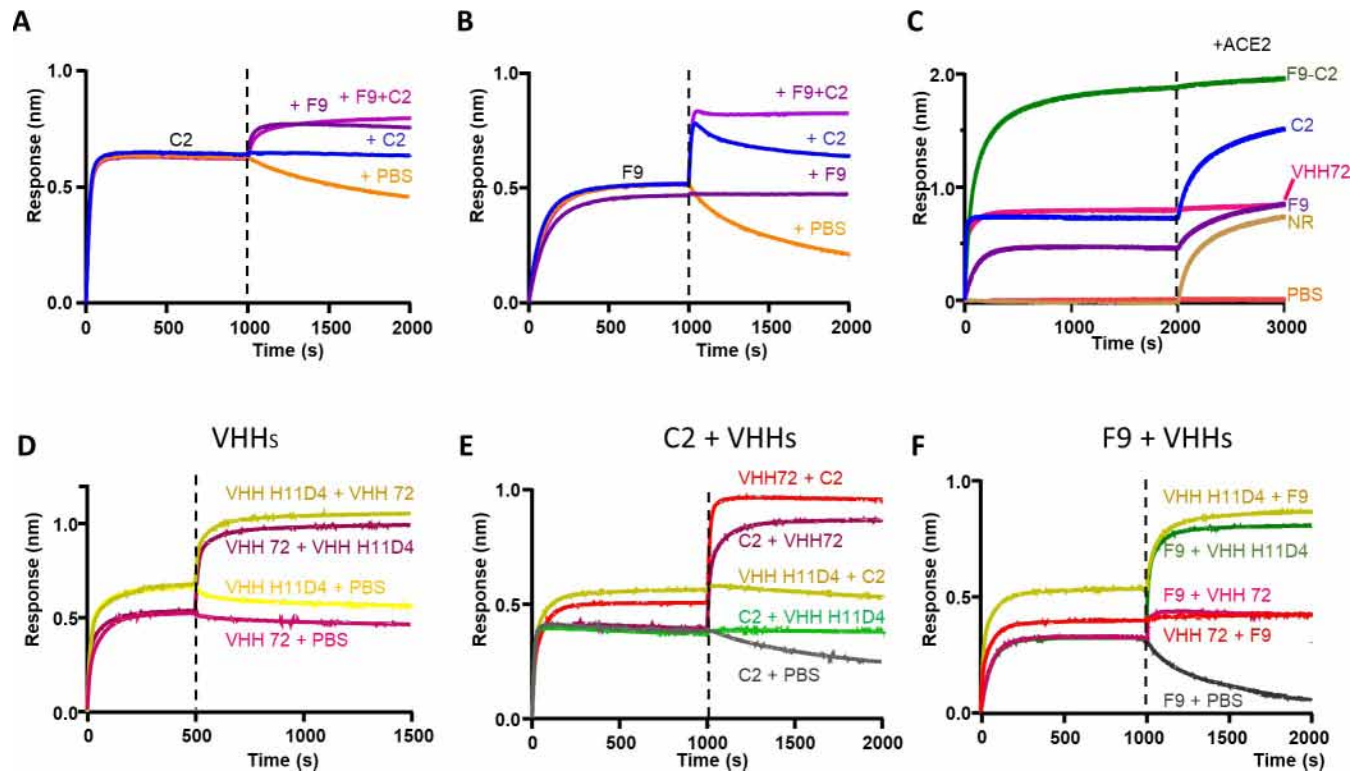 A
Response (nm)
1.0
0.5
0.0
C2
+ F9
+ F9+C2
+ C2
+ PBS
0
500
1000
1500
2000
Time (s)
B
Response (nm)
1.0
0.5
0.0
F9
+ F9+C2
+ C2
+ F9
+ PBS
0
500
1000
1500
2000
Time (s)
C
+ACE2
Response (nm)
2.0
1.0
0
F9-C2
C2
VHH72
F9
NR
PBS
0
1000
2000
3000
Time (s)
D
VHHs
Response (nm)
1.0
0.5
0.0
VHH H11D4 + VHH 72
VHH 72 + VHH H11D4
VHH H11D4 + PBS
VHH 72 + PBS
0
500
1000
1500
Time (s)
E
C2 + VHHs
Response (nm)
1.0
0.5
0.0
VHH72 + C2
C2 + VHH72
VHH H11D4 + C2
C2 + VHH H11D4
C2 + PBS
0
500
1000
1500
2000
Time (s)
F
F9 + VHHs
Response (nm)
1.0
0.5
0.0
VHH H11D4 + F9
F9 + VHH H11D4
F9 + VHH 72
VHH 72 + F9
F9 + PBS
0
500
1000
1500
2000
Time (s)